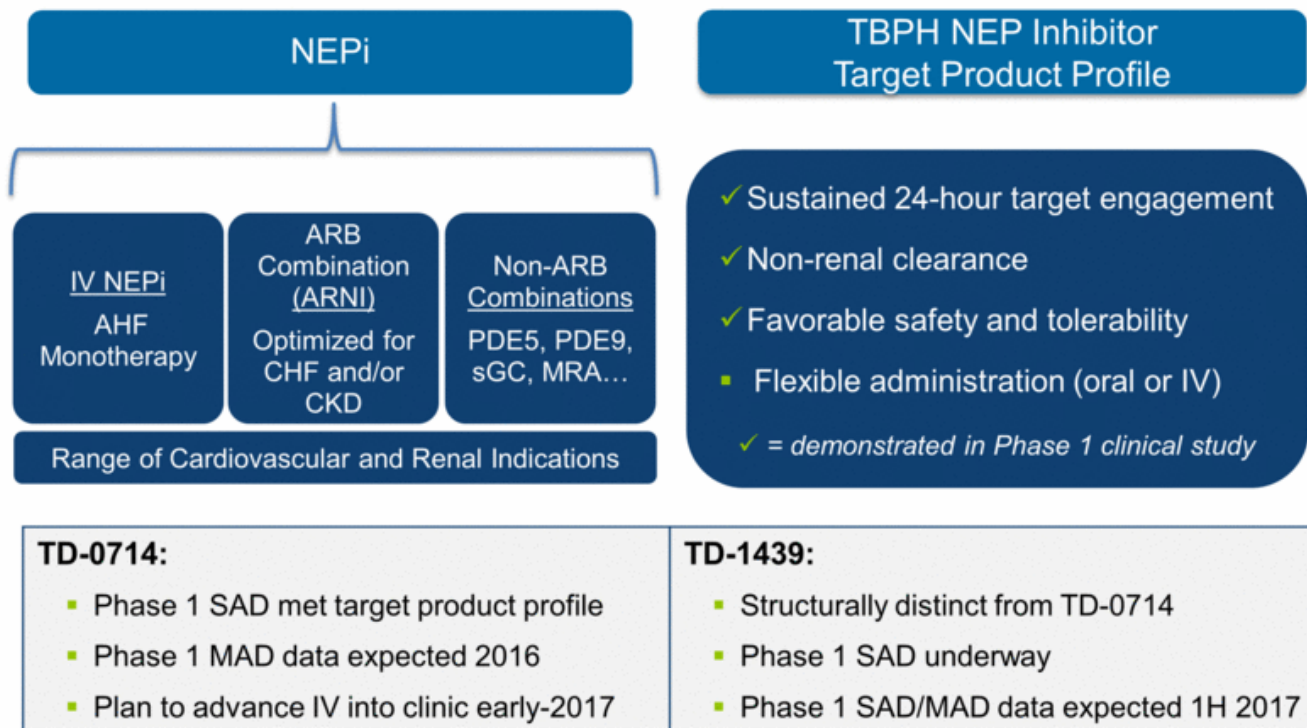 NEPi
IV NEPi
AHF
Monotherapy
ARB
Combination
(ARNI)
Optimized for
CHF and/or
CKD
Non-ARB
Combinations
PDE5, PDE9,
sGC, MRA…
Range of Cardiovascular and Renal Indications
TBPH NEP Inhibitor
Target Product Profile
✓ Sustained 24-hour target engagement
✓ Non-renal clearance
✓ Favorable safety and tolerability
▪ Flexible administration (oral or IV)
✓ = demonstrated in Phase 1 clinical study
TD-0714:
▪ Phase 1 SAD met target product profile
▪ Phase 1 MAD data expected 2016
▪ Plan to advance IV into clinic early-2017
TD-1439:
▪ Structurally distinct from TD-0714
▪ Phase 1 SAD underway
▪ Phase 1 SAD/MAD data expected 1H 2017